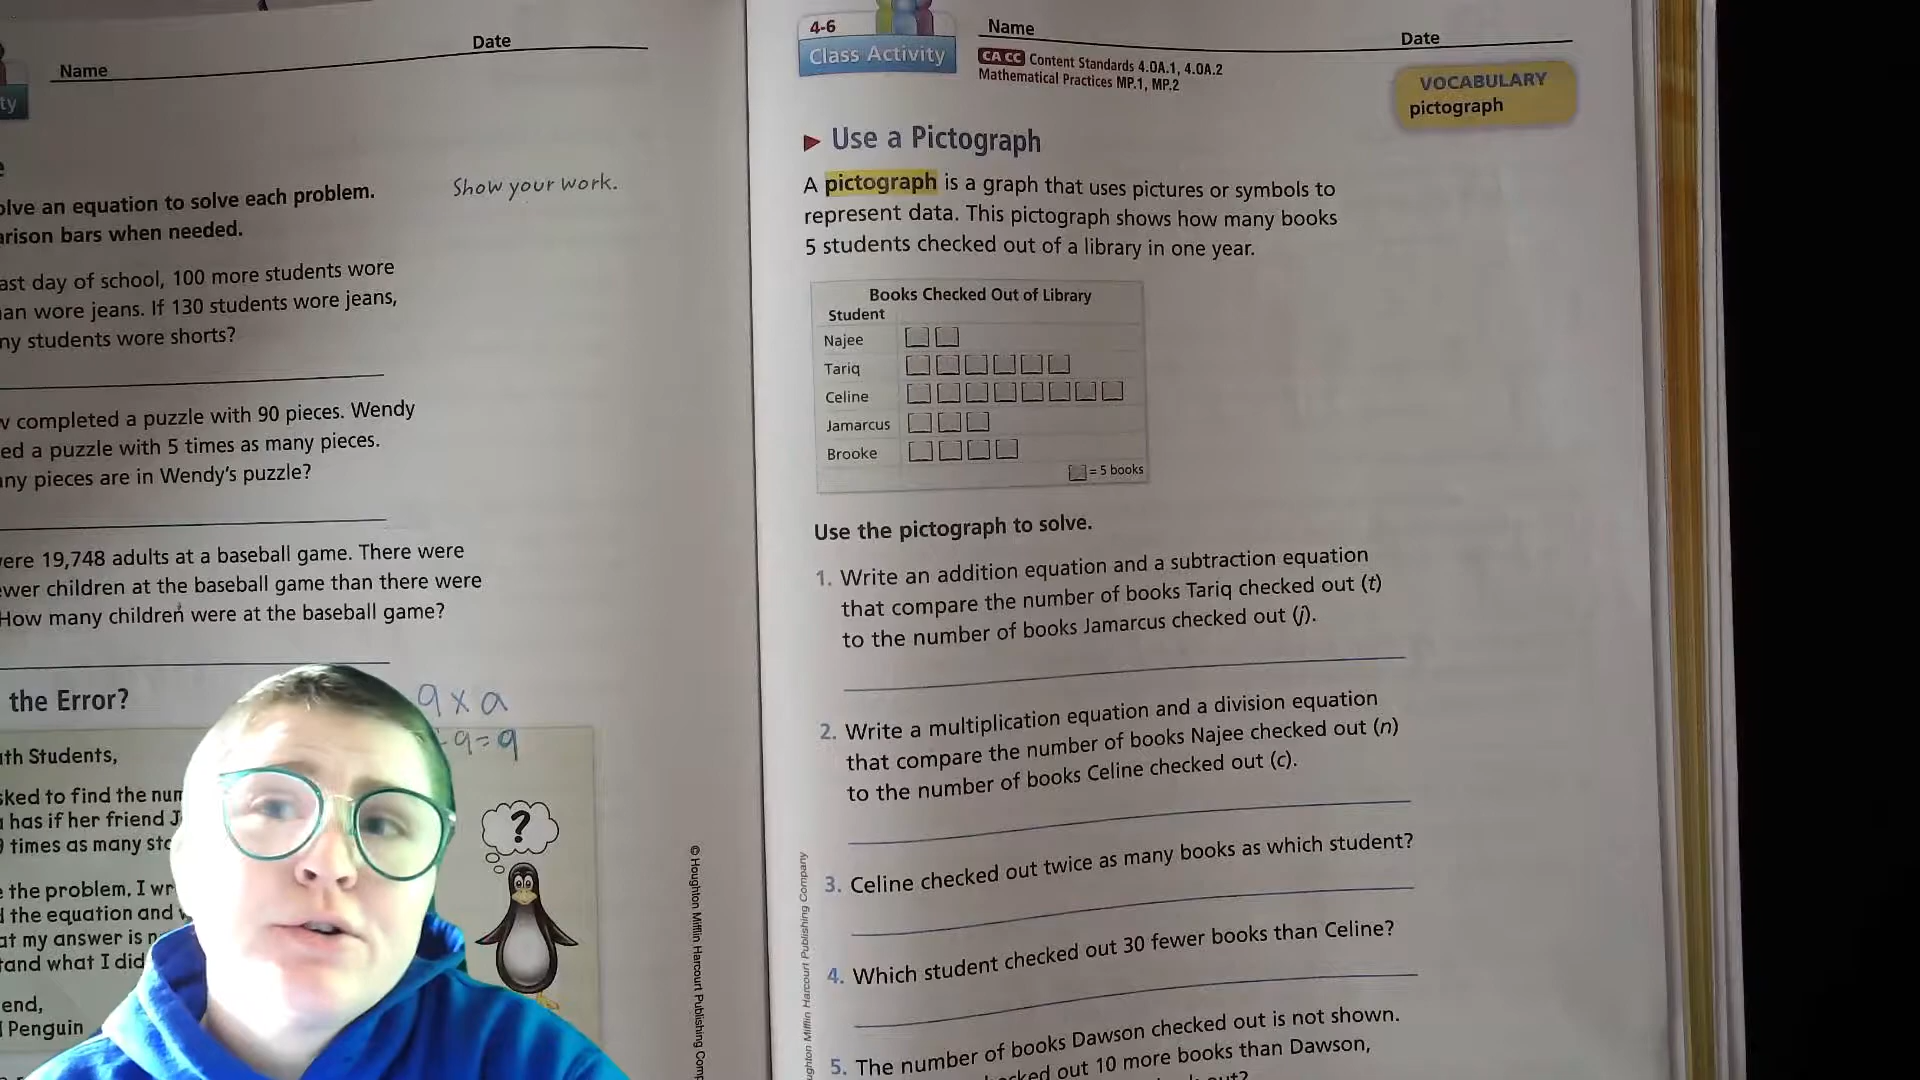 Name
Date
ty
olve an equation to solve each problem.
arison bars when needed.
Show your work.
ast day of school, 100 more students wore
an wore jeans. If 130 students wore jeans,
ny students wore shorts?
w completed a puzzle with 90 pieces. Wendy
ed a puzzle with 5 times as many pieces.
any pieces are in Wendy's puzzle?
ere 19,748 adults at a baseball game. There were
ewer children at the baseball game than there were
How many children were at the baseball game?
the Error?
9 x a
9=9
th Students,
sked to find the num
has if her friend J
times as many sto
the problem, I wr
the equation and
at my answer is n
tand what I did
end,
Penguin
?
© Houghton Mifflin Harcourt Publishing Comp
4-6
Class Activity
Name
Date
CA CC Content Standards 4.OA.1, 4.OA.2
Mathematical Practices MP.1, MP.2
VOCABULARY
pictograph
Use a Pictograph
A pictograph is a graph that uses pictures or symbols to
represent data. This pictograph shows how many books
5 students checked out of a library in one year.
Books Checked Out of Library
Student
Najee
Tariq
Celine
Jamarcus
Brooke
= 5 books
Use the pictograph to solve.
1. Write an addition equation and a subtraction equation
that compare the number of books Tariq checked out (t)
to the number of books Jamarcus checked out (j).
2. Write a multiplication equation and a division equation
that compare the number of books Najee checked out (n)
to the number of books Celine checked out (c).
3. Celine checked out twice as many books as which student?
4. Which student checked out 30 fewer books than Celine?
5. The number of books Dawson checked out is not shown.
cked out 10 more books than Dawson,
out?
ughton Mifflin Harcourt Publishing Company